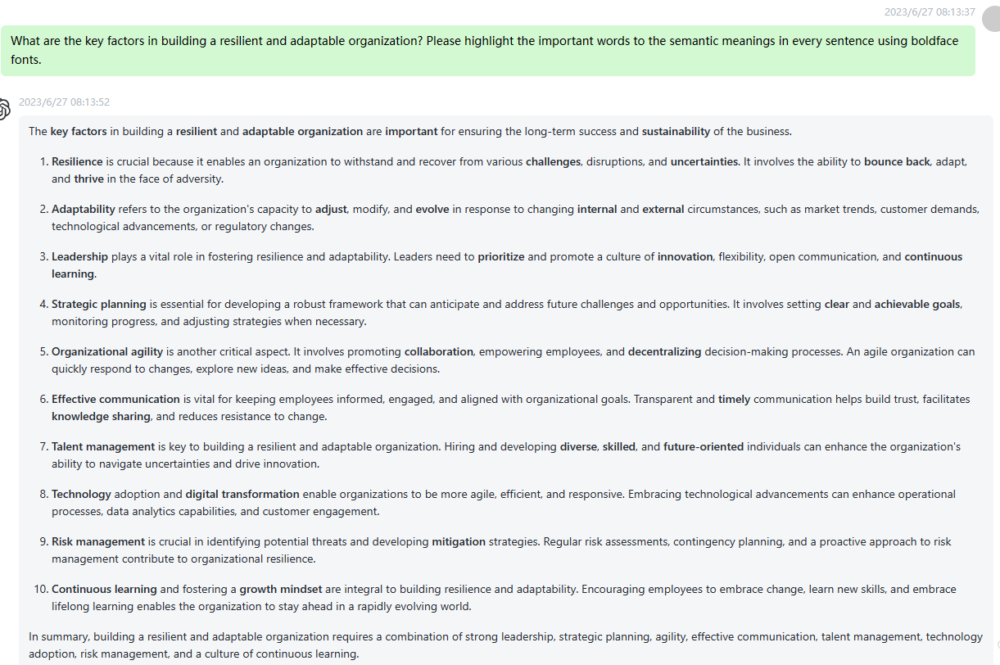 2023/6/27 08:13:37
What are the key factors in building a resilient and adaptable organization? Please highlight the important words to the semantic meanings in every sentence using boldface
fonts.
2023/6/27 08:13:52
The key factors in building a resilient and adaptable organization are important for ensuring the long-term success and sustainability of the business.
1. Resilience is crucial because it enables an organization to withstand and recover from various challenges, disruptions, and uncertainties. It involves the ability to bounce back, adapt,
and thrive in the face of adversity.
2. Adaptability refers to the organization's capacity to adjust, modify, and evolve in response to changing internal and external circumstances, such as market trends, customer demands,
technological advancements, or regulatory changes.
3. Leadership plays a vital role in fostering resilience and adaptability. Leaders need to prioritize and promote a culture of innovation, flexibility, open communication, and continuous
learning.
4. Strategic planning is essential for developing a robust framework that can anticipate and address future challenges and opportunities. It involves setting clear and achievable goals,
monitoring progress, and adjusting strategies when necessary.
5. Organizational agility is another critical aspect. It involves promoting collaboration, empowering employees, and decentralizing decision-making processes. An agile organization can
quickly respond to changes, explore new ideas, and make effective decisions.
6. Effective communication is vital for keeping employees informed, engaged, and aligned with organizational goals. Transparent and timely communication helps build trust, facilitates
knowledge sharing, and reduces resistance to change.
7. Talent management is key to building a resilient and adaptable organization. Hiring and developing diverse, skilled, and future-oriented individuals can enhance the organization's
ability to navigate uncertainties and drive innovation.
8. Technology adoption and digital transformation enable organizations to be more agile, efficient, and responsive. Embracing technological advancements can enhance operational
processes, data analytics capabilities, and customer engagement.
9. Risk management is crucial in identifying potential threats and developing mitigation strategies. Regular risk assessments, contingency planning, and a proactive approach to risk
management contribute to organizational resilience.
10. Continuous learning and fostering a growth mindset are integral to building resilience and adaptability. Encouraging employees to embrace change, learn new skills, and embrace
lifelong learning enables the organization to stay ahead in a rapidly evolving world.
In summary, building a resilient and adaptable organization requires a combination of strong leadership, strategic planning, agility, effective communication, talent management, technology
adoption, risk management, and a culture of continuous learning.